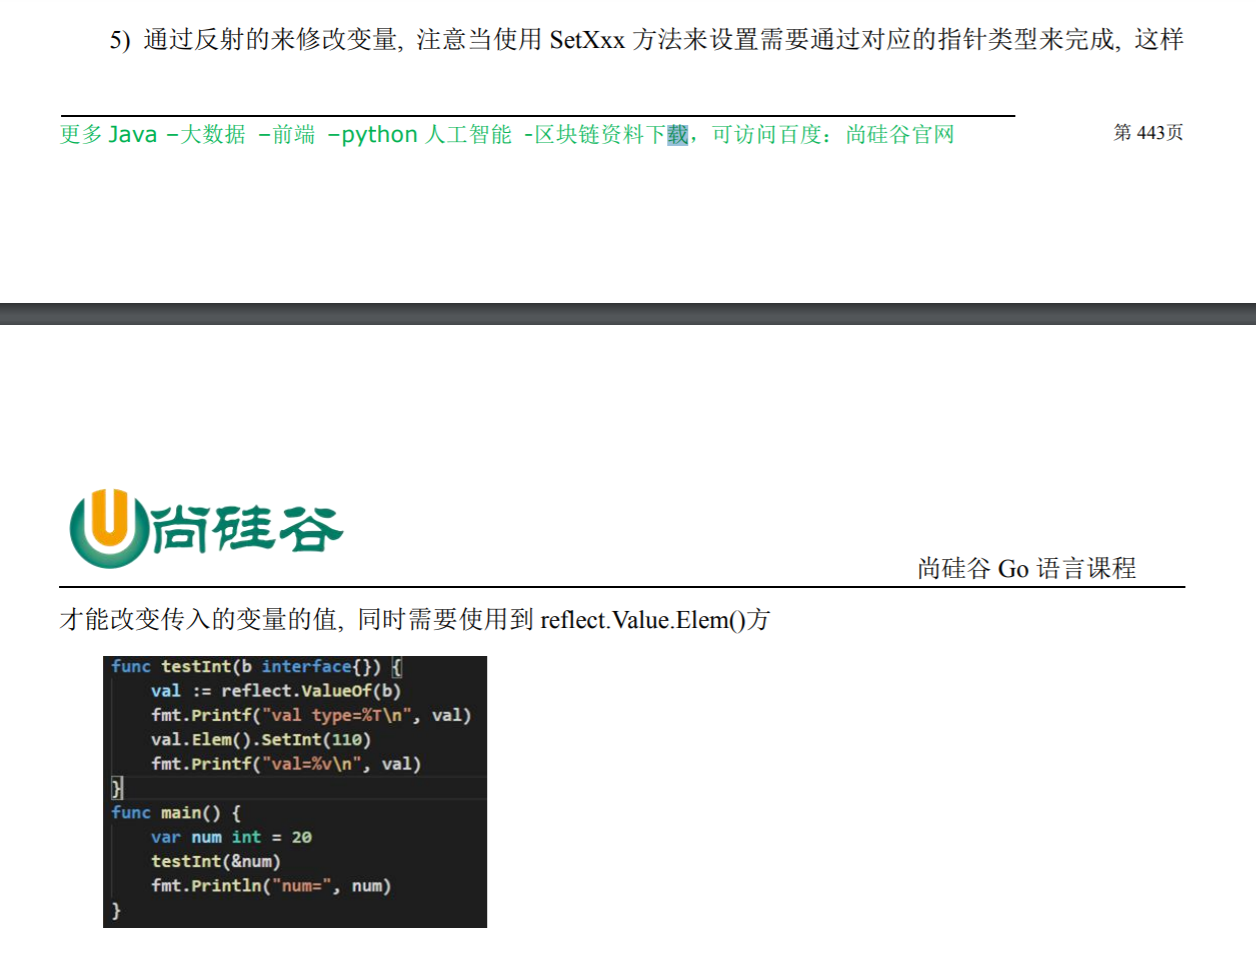 5) 通过反射的来修改变量, 注意当使用 SetXxx 方法来设置需要通过对应的指针类型来完成, 这样
更多 Java –大数据 –前端 –python 人工智能 -区块链资料下载，可访问百度：尚硅谷官网
第 443页
尚硅谷
尚硅谷 Go 语言课程
才能改变传入的变量的值, 同时需要使用到 reflect.Value.Elem()方
func testInt(b interface{}) {
    val := reflect.ValueOf(b)
    fmt.Printf("val type=%T\n", val)
    val.Elem().SetInt(110)
    fmt.Printf("val=%v\n", val)
}
func main() {
    var num int = 20
    testInt(&num)
    fmt.Println("num=", num)
}